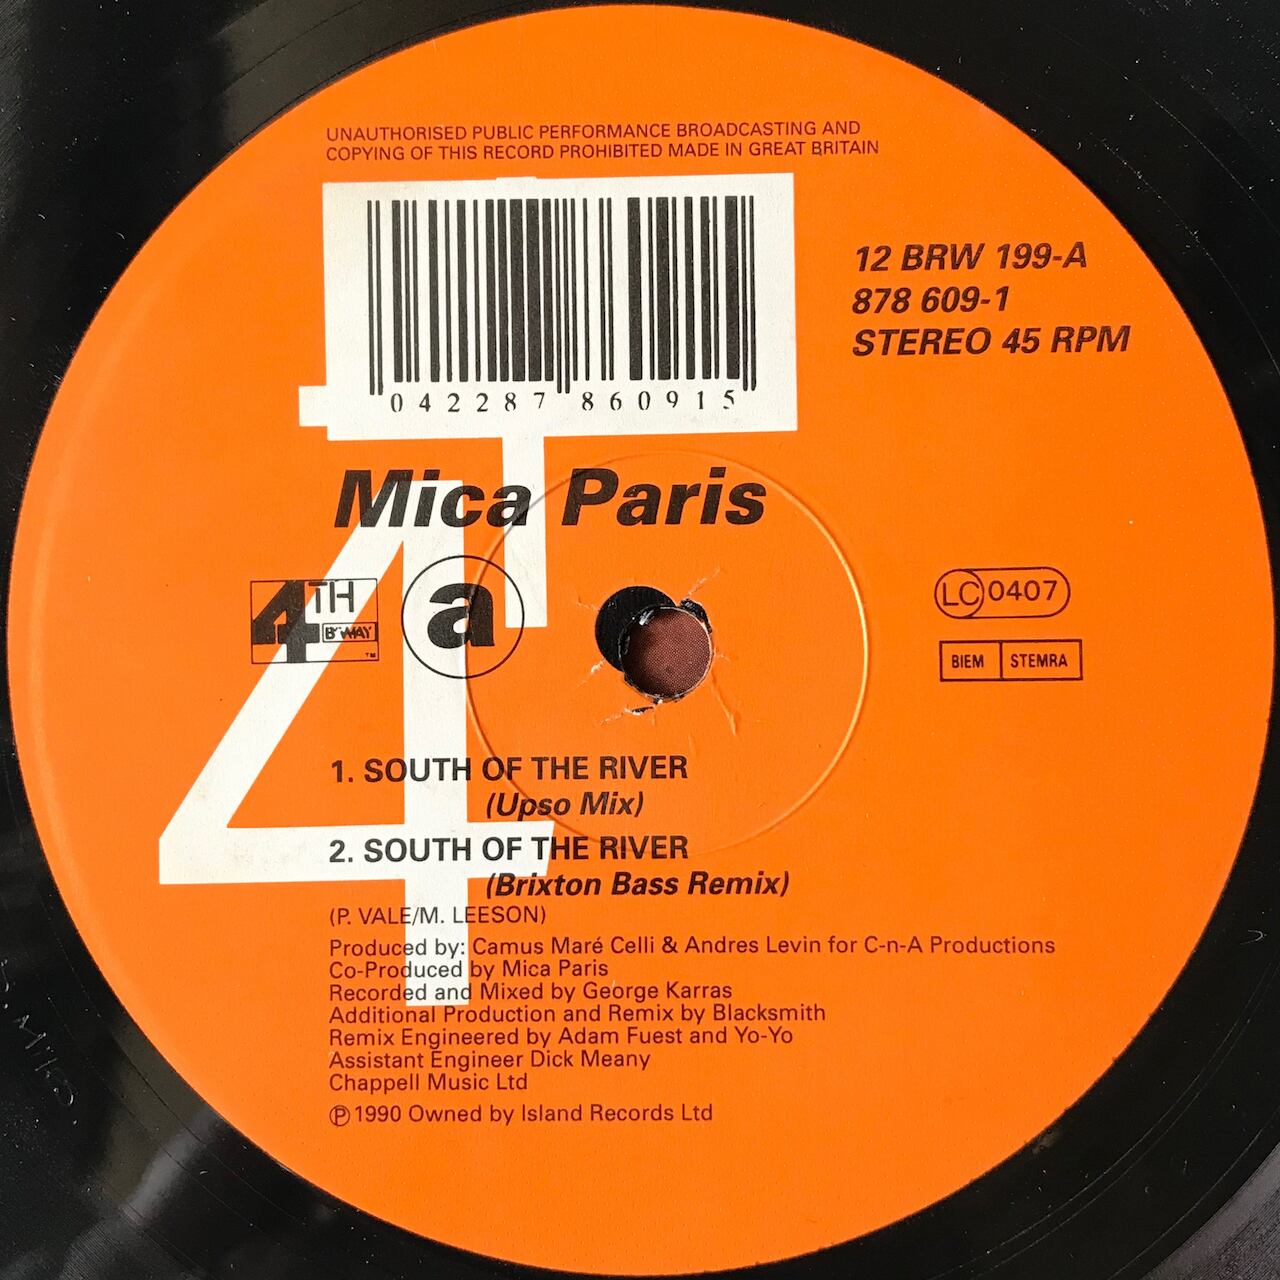 UNAUTHORISED PUBLIC PERFORMANCE BROADCASTING AND
COPYING OF THIS RECORD PROHIBITED MADE IN GREAT BRITAIN
042287 860915
12 BRW 199-A
878 609-1
STEREO 45 RPM
Mica Paris
4TH
B'WAY
TM
a
LC 0407
BIEM STEMRA
4T
1. SOUTH OF THE RIVER
(Upso Mix)
2. SOUTH OF THE RIVER
(Brixton Bass Remix)
(P. VALE/M. LEESON)
Produced by: Camus Maré Celli & Andres Levin for C-n-A Productions
Co-Produced by Mica Paris
Recorded and Mixed by George Karras
Additional Production and Remix by Blacksmith
Remix Engineered by Adam Fuest and Yo-Yo
Assistant Engineer Dick Meany
Chappell Music Ltd
℗ 1990 Owned by Island Records Ltd